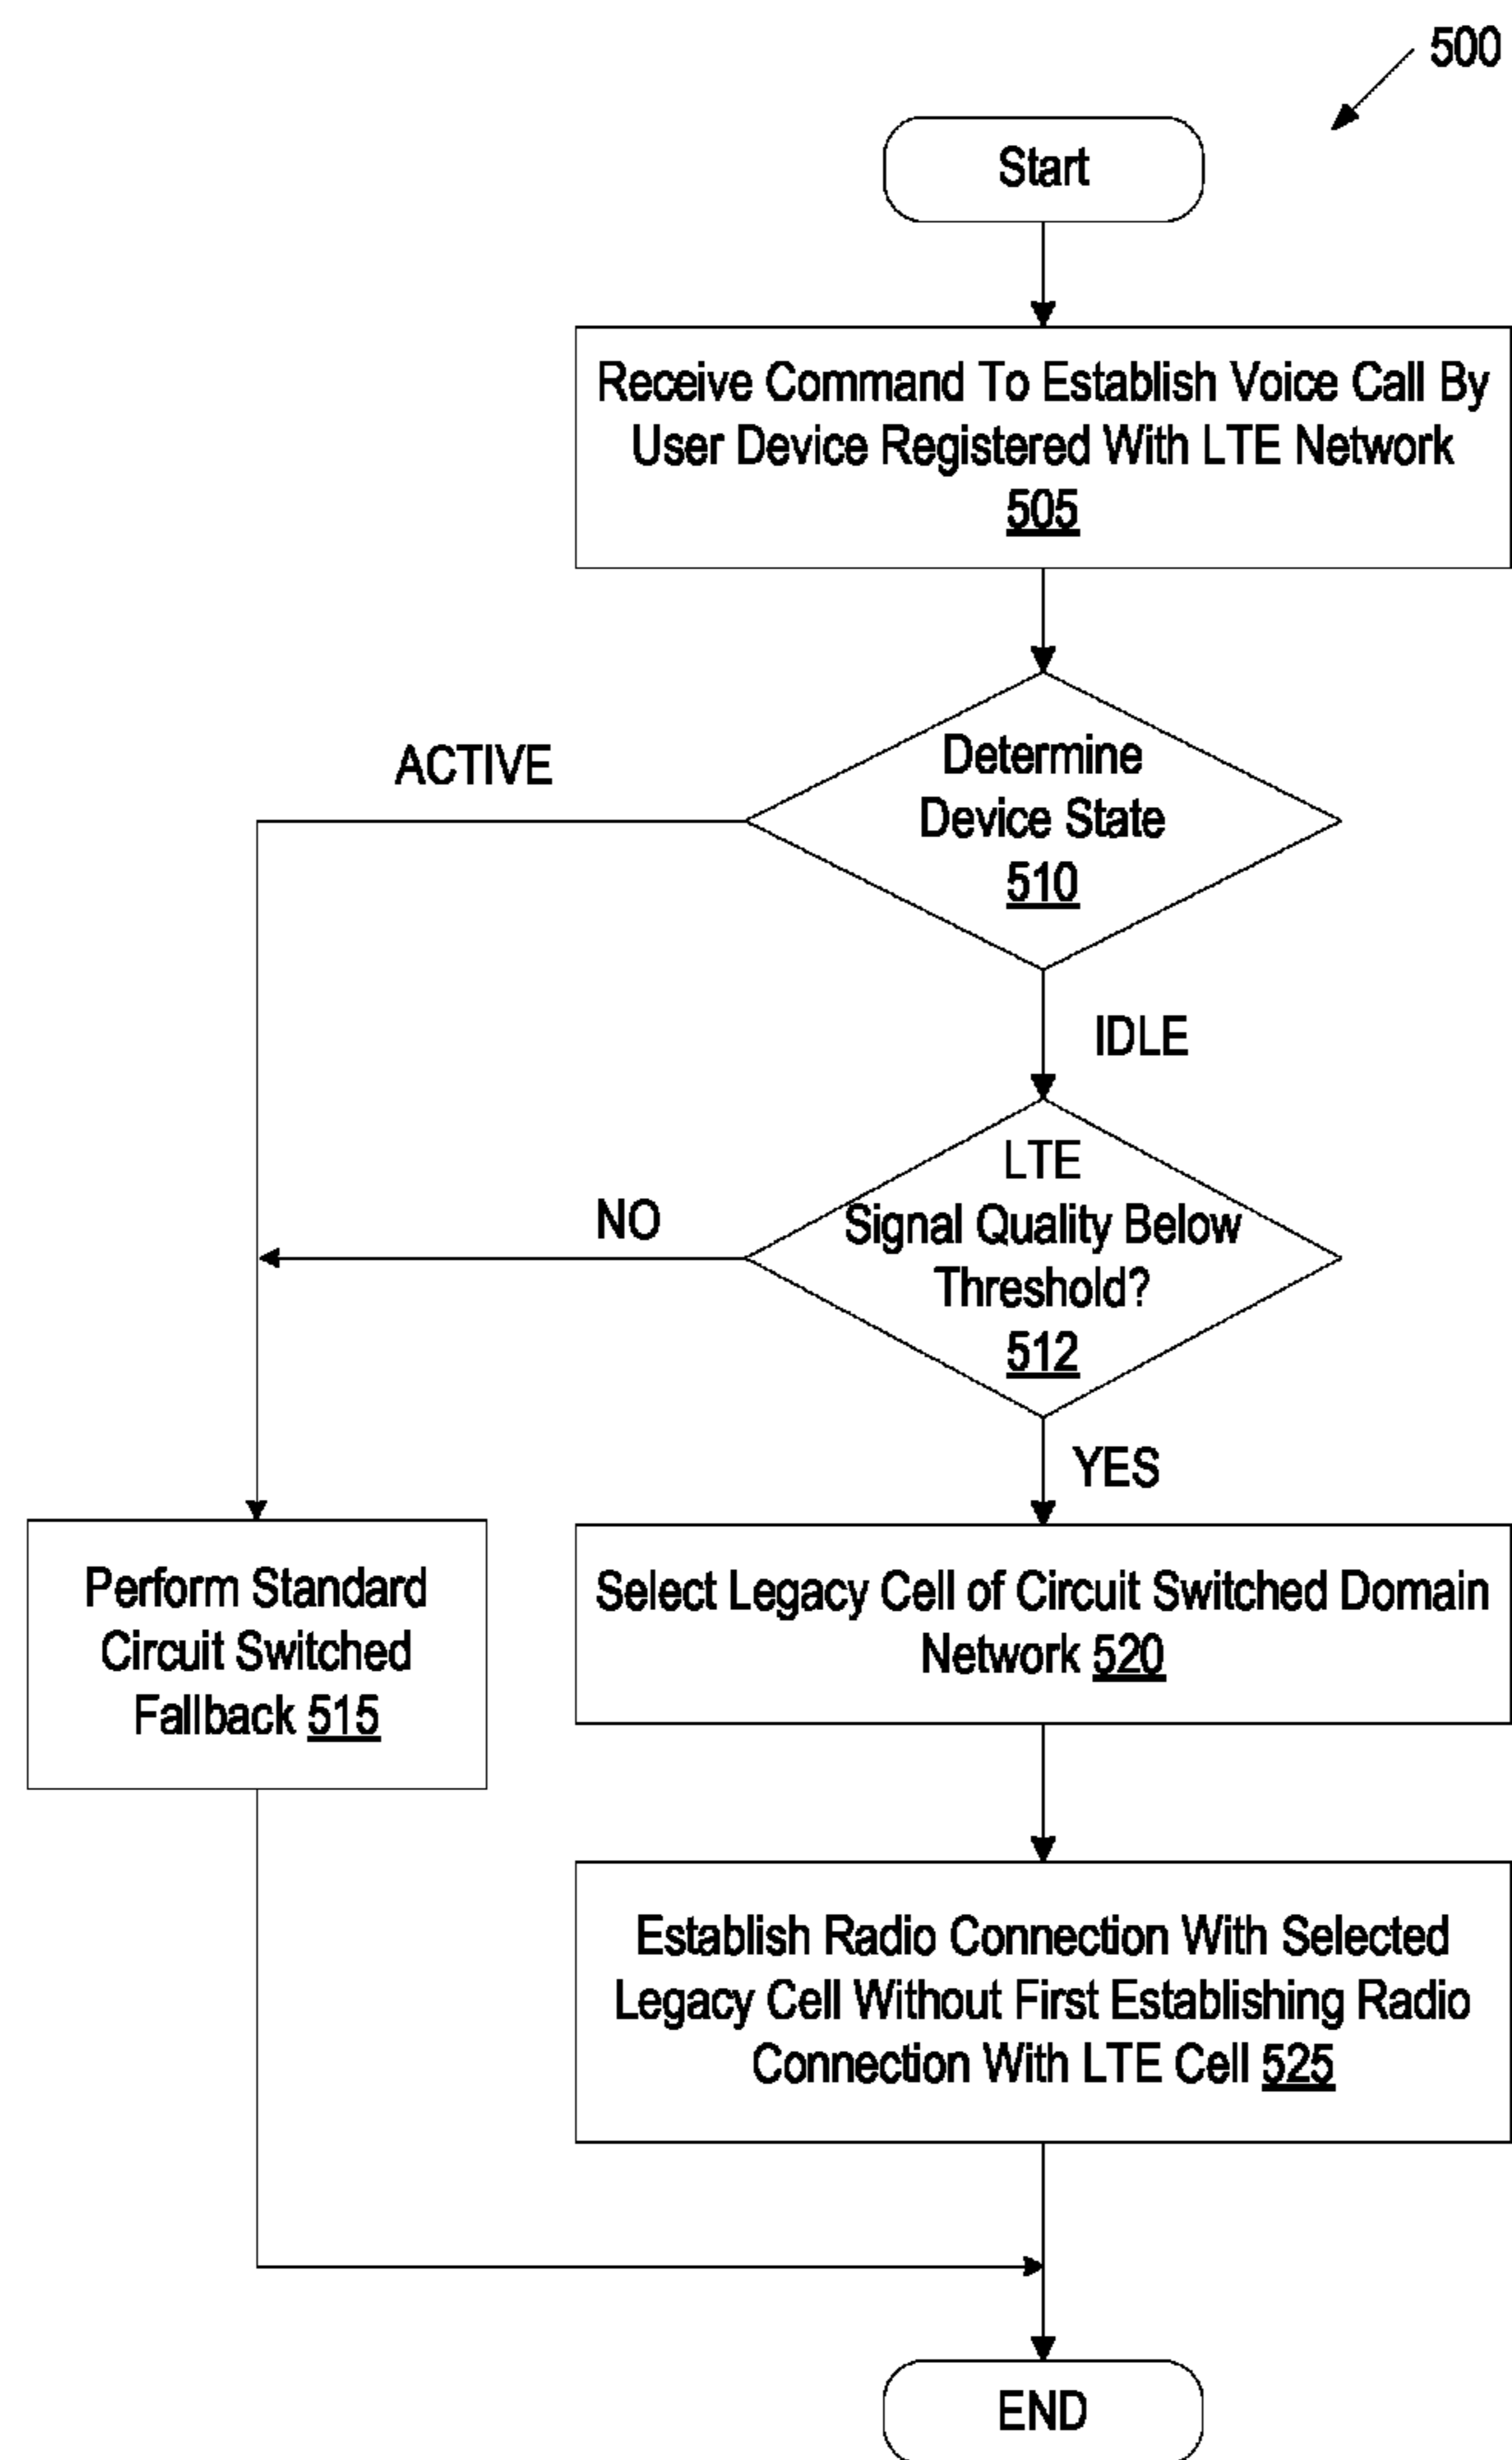 500
Start
Receive Command To Establish Voice Call By
User Device Registered With LTE Network
505
ACTIVE
Determine
Device State
510
IDLE
NO
LTE
Signal Quality Below
Threshold?
512
YES
Perform Standard
Circuit Switched
Fallback 515
Select Legacy Cell of Circuit Switched Domain
Network 520
Establish Radio Connection With Selected
Legacy Cell Without First Establishing Radio
Connection With LTE Cell 525
END